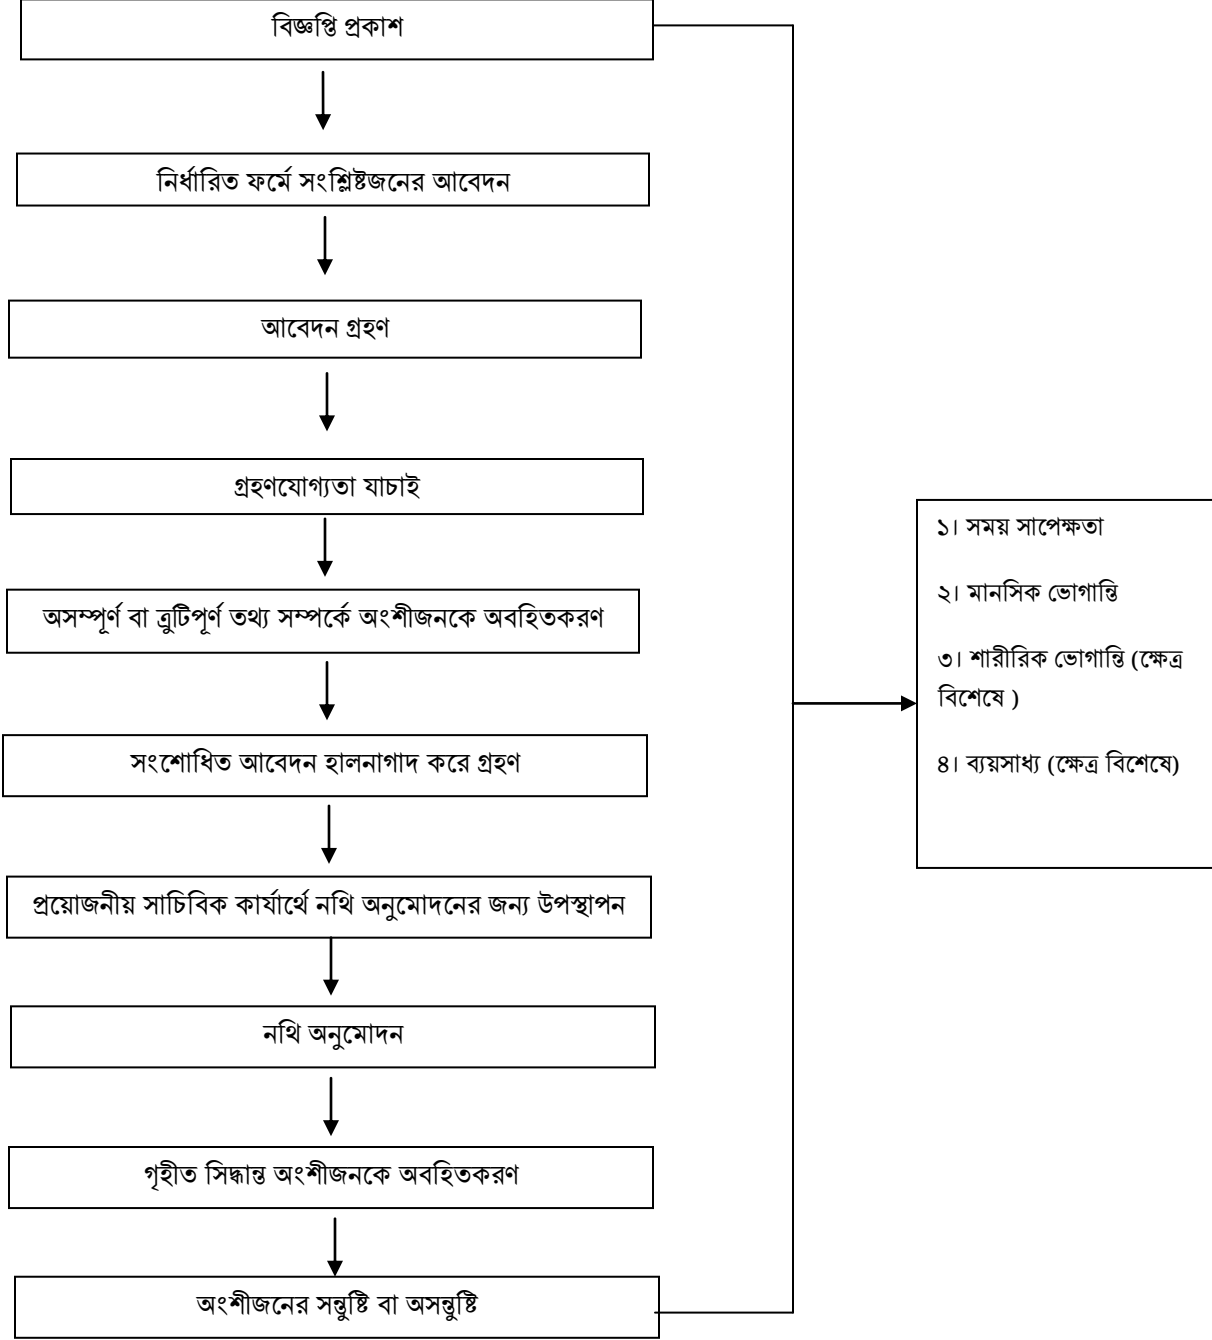 বিজ্ঞপ্তি প্রকাশ
নির্ধারিত ফর্মে সংশ্লিষ্টজনের আবেদন
আবেদন গ্রহণ
গ্রহণযোগ্যতা যাচাই
অসম্পূর্ণ বা ত্রুটিপূর্ণ তথ্য সম্পর্কে অংশীজনকে অবহিতকরণ
সংশোধিত আবেদন হালনাগাদ করে গ্রহণ
প্রয়োজনীয় সাচিবিক কার্যার্থে নথি অনুমোদনের জন্য উপস্থাপন
নথি অনুমোদন
গৃহীত সিদ্ধান্ত অংশীজনকে অবহিতকরণ
অংশীজনের সন্তুষ্টি বা অসন্তুষ্টি
১। সময় সাপেক্ষতা
২। মানসিক ভোগান্তি
৩। শারীরিক ভোগান্তি (ক্ষেত্র
বিশেষে )
৪। ব্যয়সাধ্য (ক্ষেত্র বিশেষে)